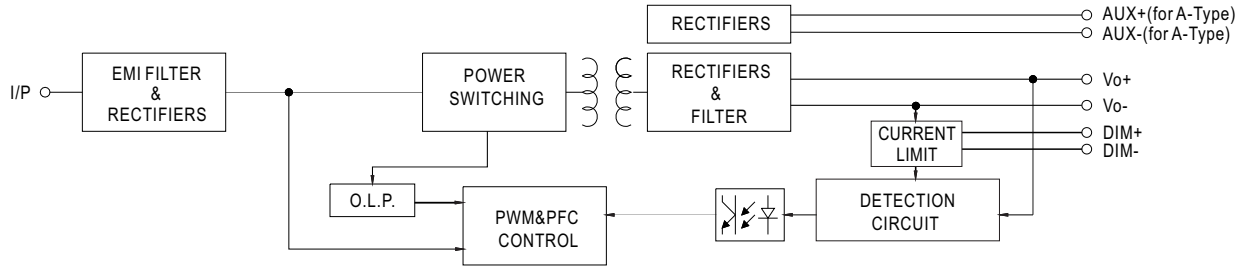 RECTIFIERS
AUX+(for A-Type)
AUX-(for A-Type)
I/P
EMI FILTER
&
RECTIFIERS
POWER
SWITCHING
RECTIFIERS
&
FILTER
Vo+
Vo-
CURRENT
LIMIT
DIM+
DIM-
O.L.P.
PWM&PFC
CONTROL
DETECTION
CIRCUIT